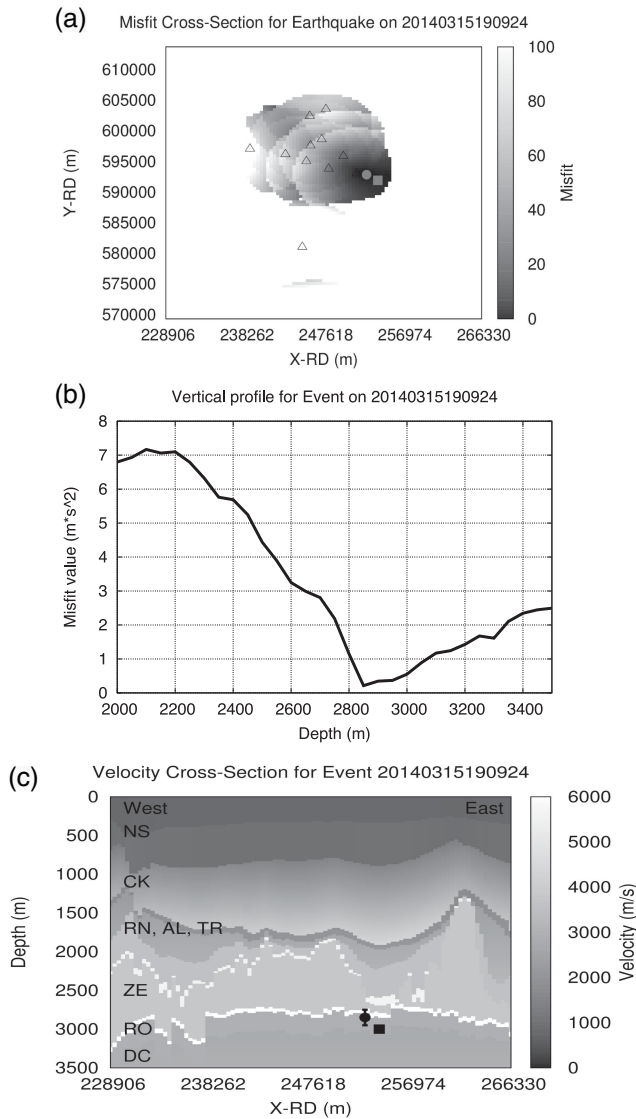 (a)
Misfit Cross-Section for Earthquake on 20140315190924
610000
605000
600000
595000
590000
585000
580000
575000
570000
Y-RD (m)
228906 238262 247618 256974 266330
X-RD (m)
100
80
60
40
20
0
Misfit
(b)
Vertical profile for Event on 20140315190924
8
7
6
5
4
3
2
1
0
Misfit value (m*s^2)
2000 2200 2400 2600 2800 3000 3200 3400
Depth (m)
(c)
Velocity Cross-Section for Event 20140315190924
0
500
1000
1500
2000
2500
3000
3500
Depth (m)
West East
NS
CK
RN, AL, TR
ZE
RO
DC
228906 238262 247618 256974 266330
X-RD (m)
6000
5000
4000
3000
2000
1000
0
Velocity (m/s)